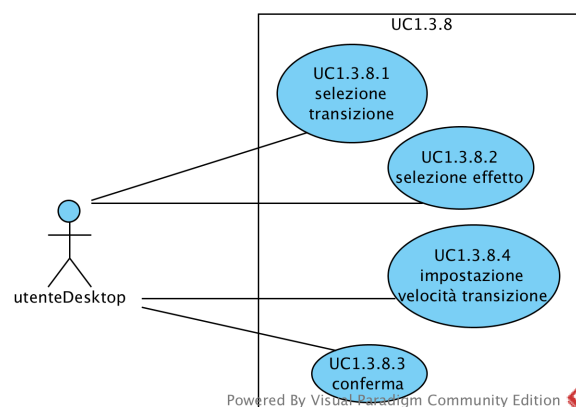 UC1.3.8
UC1.3.8.1
selezione
transizione
UC1.3.8.2
selezione effetto
UC1.3.8.4
impostazione
velocità transizione
utenteDesktop
UC1.3.8.3
conferma
Powered By Visual Paradigm Community Edition